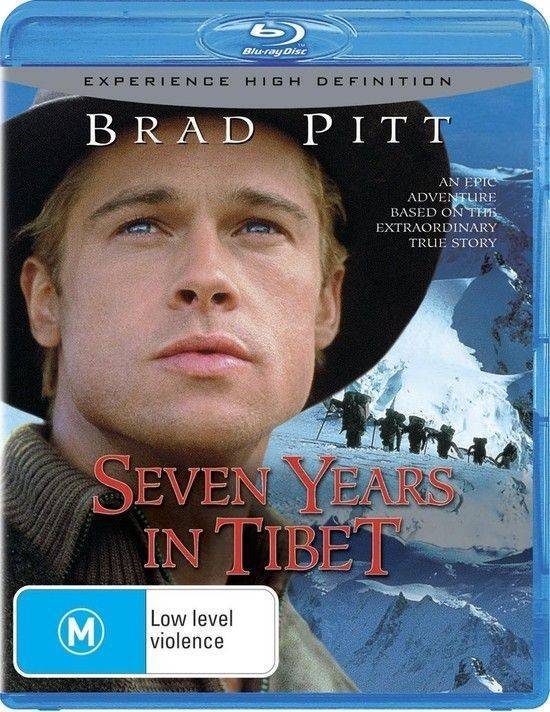 Blu-ray Disc
EXPERIENCE HIGH DEFINITION
BRAD PITT
AN EPIC
ADVENTURE
BASED ON THE
EXTRAORDINARY
TRUE STORY
SEVEN YEARS
IN TIBET
M
Low level
violence